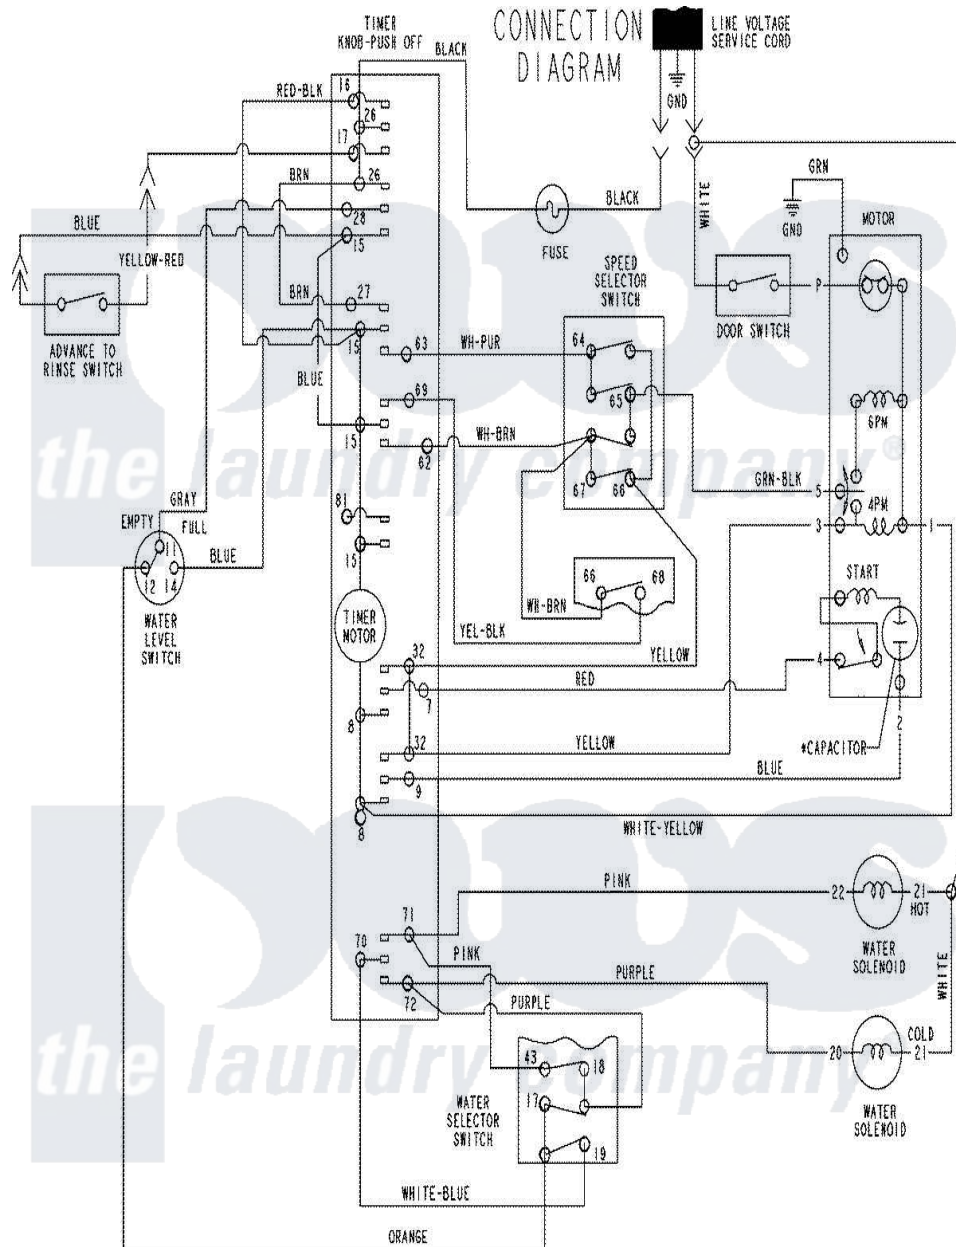 CONNECTION
DIAGRAM
LINE VOLTAGE
SERVICE CORD
TIMER
KNOB-PUSH OFF
BLACK
GND
RED-BLK
16
26
17
26
BRN
28
15
BLUE
YELLOW-RED
BRN
27
ADVANCE TO
RINSE SWITCH
15
BLUE
63
WH-PUR
69
15
62
WH-BRN
FUSE
BLACK
WHITE
GRN
GND
MOTOR
SPEED
SELECTOR
SWITCH
64
65
67
66
DOOR SWITCH
P
6PM
GRN-BLK
5
4PM
3
1
the laundry company®
GRAY
EMPTY
FULL
11
12
14
BLUE
WATER
LEVEL
SWITCH
81
15
TIMER
MOTOR
66
68
WH-BRN
YEL-BLK
YELLOW
START
4
2
*CAPACITOR
32
RED
7
8
32
YELLOW
BLUE
9
8
WHITE-YELLOW
PINK
22
21
HOT
WATER
SOLENOID
71
70
PINK
PURPLE
72
PURPLE
WHITE
COLD
20
21
WATER
SOLENOID
the laundry company
43
18
17
19
WATER
SELECTOR
SWITCH
WHITE-BLUE
ORANGE